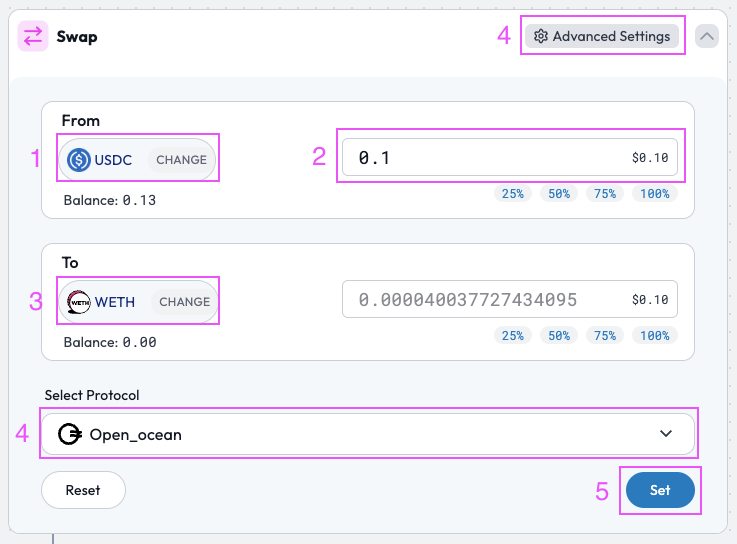 Swap
4
Advanced Settings
From
1
USDC
CHANGE
2
0.1
$0.10
Balance: 0.13
25%
50%
75%
100%
To
3
WETH
WETH
CHANGE
0.000040037727434095
$0.10
Balance: 0.00
25%
50%
75%
100%
Select Protocol
4
Open_ocean
Reset
5
Set